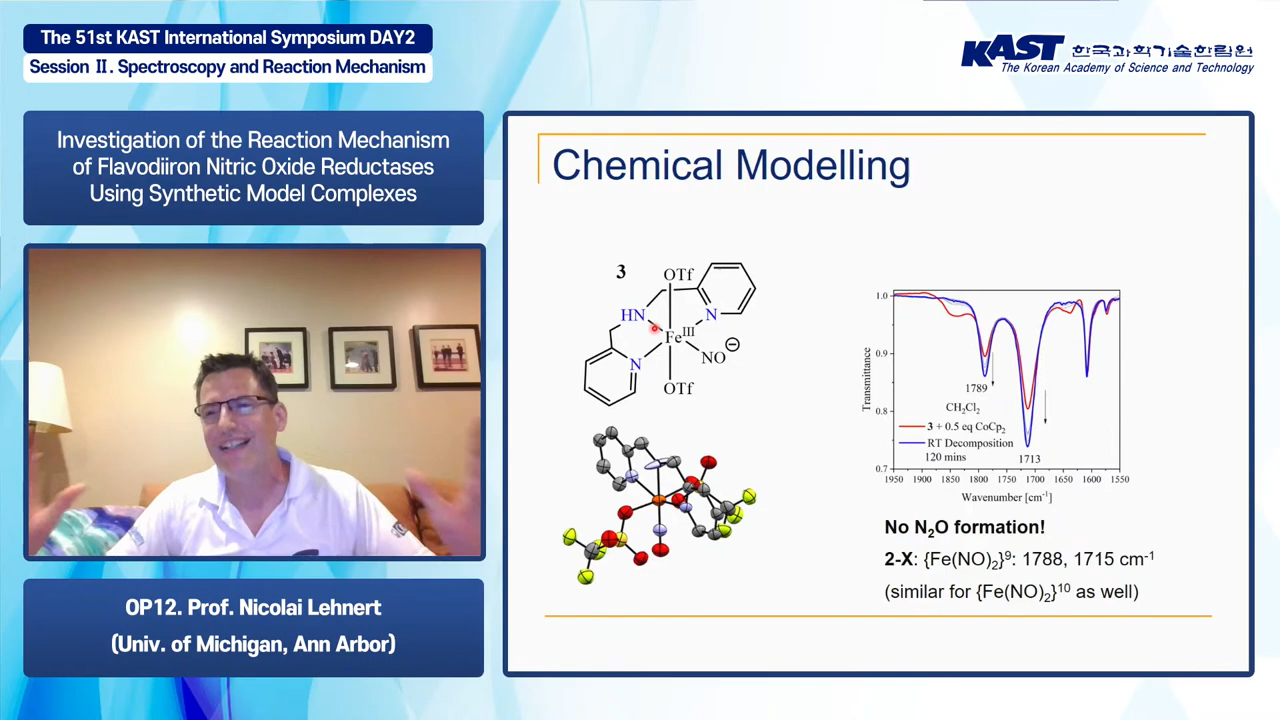 The 51st KAST International Symposium DAY2
Session Ⅱ. Spectroscopy and Reaction Mechanism
KAST 한국과학기술한림원
The Korean Academy of Science and Technology
Investigation of the Reaction Mechanism
of Flavodiiron Nitric Oxide Reductases
Using Synthetic Model Complexes
OP12. Prof. Nicolai Lehnert
(Univ. of Michigan, Ann Arbor)
Chemical Modelling
3
OTf
HN
N
Feᴵᴵᴵ
N
NO ⊖
OTf
1.0
0.9
0.8
0.7
Transmittance
1789
CH₂Cl₂
3 + 0.5 eq CoCp₂
RT Decomposition
120 mins
1713
1950 1900 1850 1800 1750 1700 1650 1600 1550
Wavenumber [cm⁻¹]
No N₂O formation!
2-X: {Fe(NO)₂}⁹: 1788, 1715 cm⁻¹
(similar for {Fe(NO)₂}¹⁰ as well)